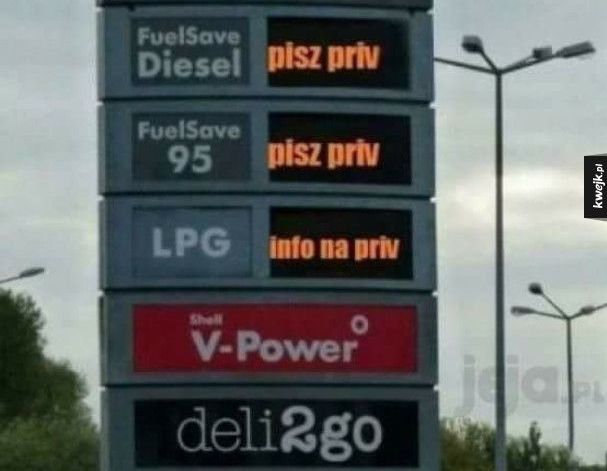 FuelSave
Diesel
pisz priv
FuelSave
95
pisz priv
LPG
info na priv
Shell
V-Power
deli2go
kwejk.pl
jeja.PL